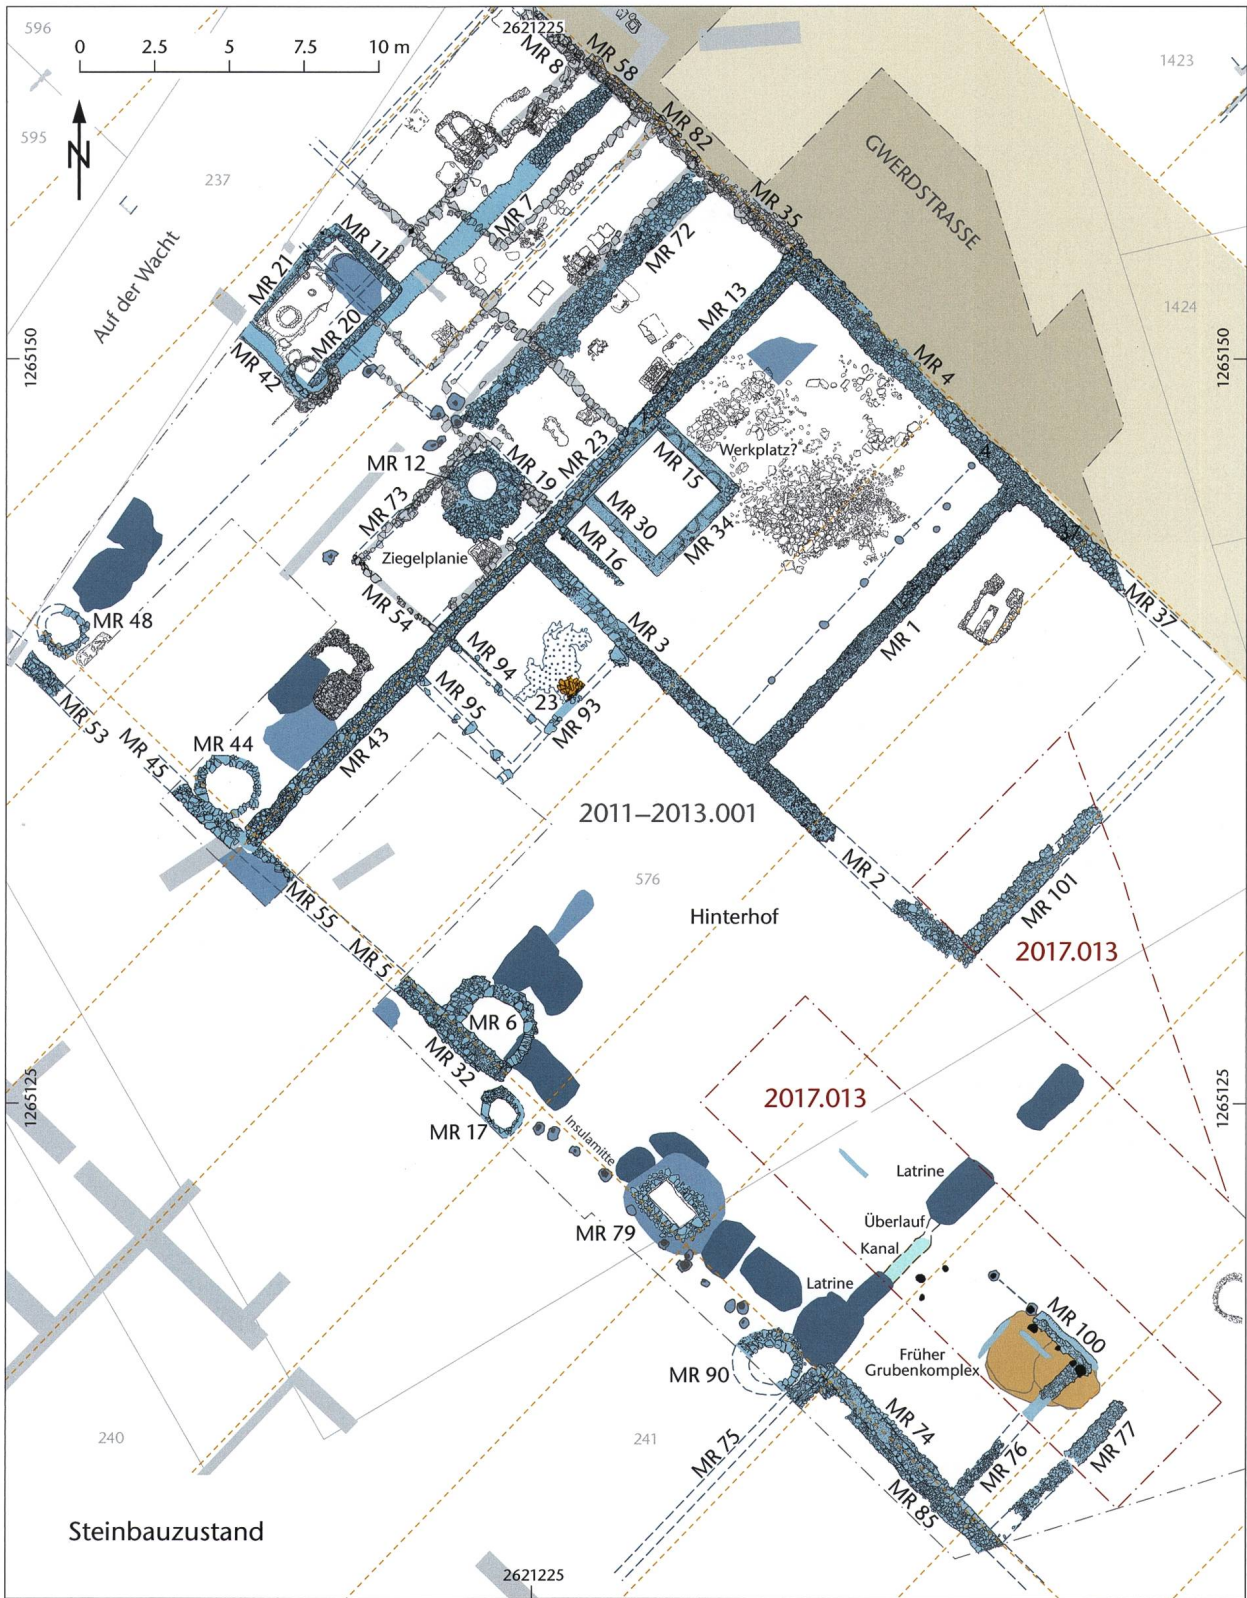 596
0 2.5 5 7.5 10 m
2621225
MR 8
MR 58
1423
595
N
MR 82
GWERDSTRASSE
237
MR 7
MR 35
MR 11
MR 72
MR 21
Auf der Wacht
MR 13
1424
MR 20
1265150
1265150
MR 42
MR 4
Werkplatz?
MR 15
MR 23
MR 12
MR 19
4
MR 73
MR 30
MR 34
MR 16
Ziegelplanie
MR 54
MR 37
MR 48
MR 3
MR 1
MR 94
MR 95
23
MR 93
MR 53
MR 45
MR 44
MR 43
2011–2013.001
MR 2
576
MR 55
MR 101
Hinterhof
2017.013
MR 5
MR 6
MR 32
1265125
1265125
2017.013
MR 17
Insulamitte
Latrine
MR 79
Überlauf/
Kanal
Latrine
MR 100
Früher
Grubenkomplex
MR 90
MR 74
MR 77
240
241
MR 75
MR 76
MR 85
Steinbauzustand
2621225